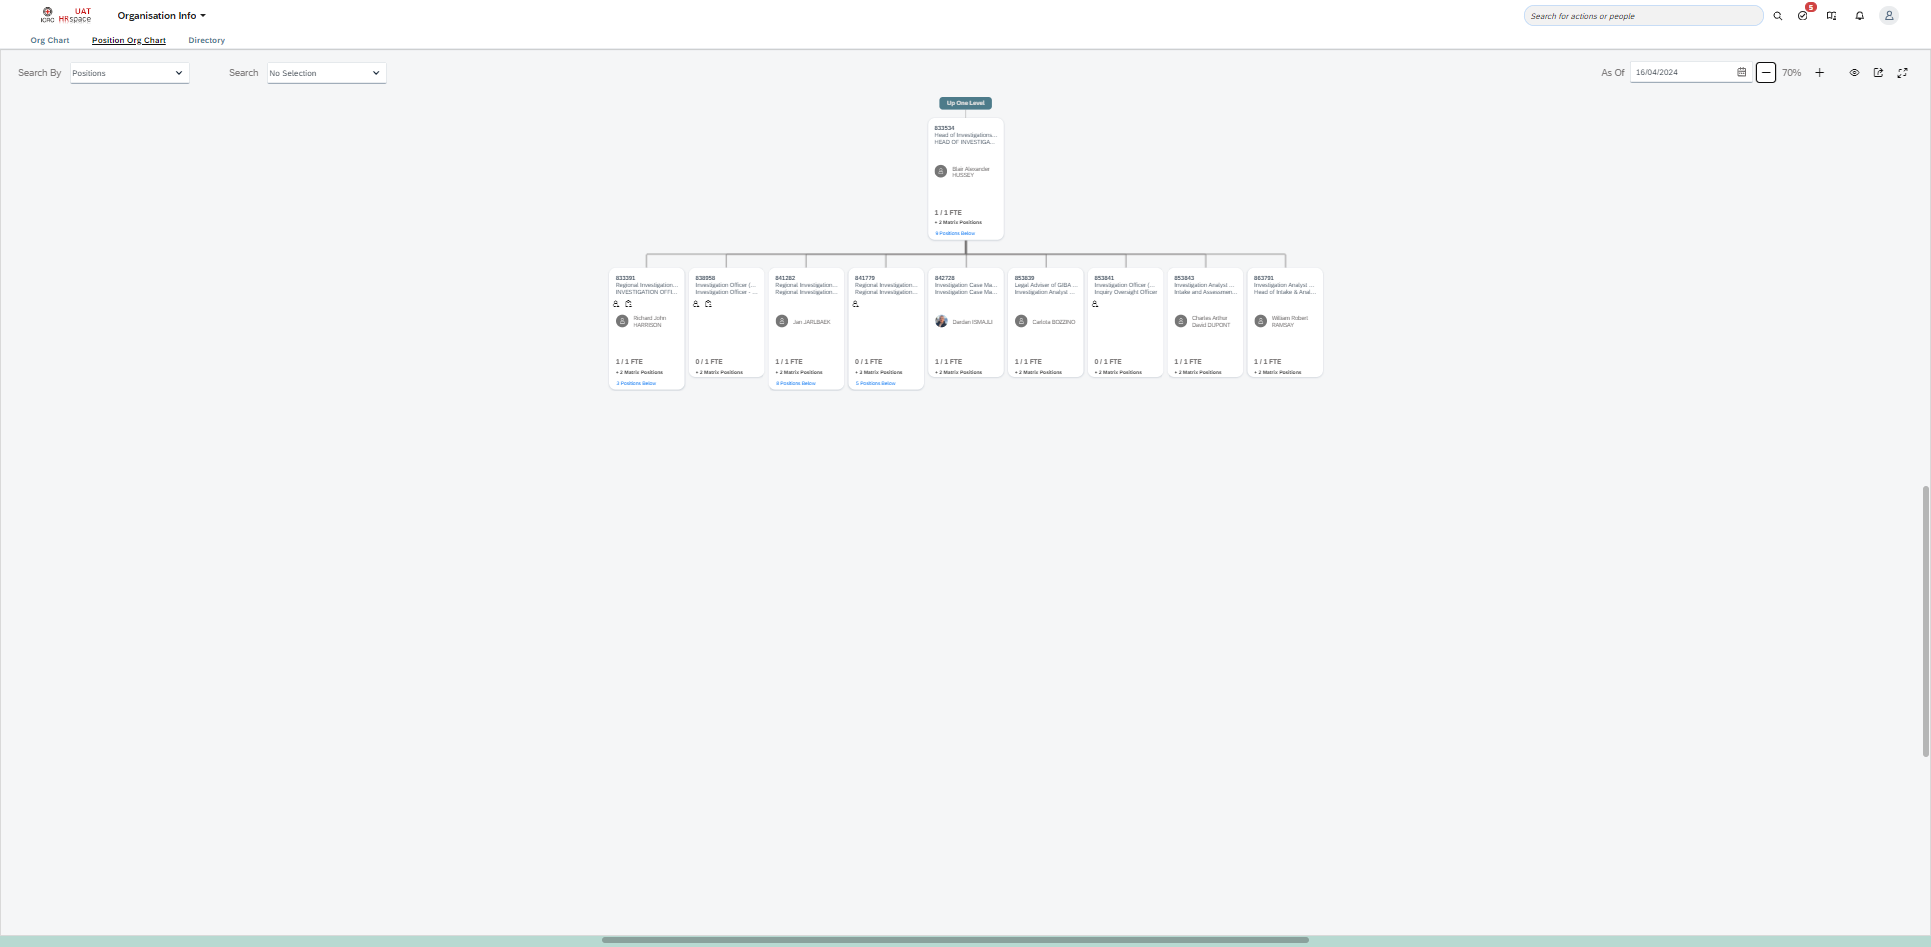 ICRC
UAT
HRspace
Organisation Info
Search for actions or people
5
Org Chart
Position Org Chart
Directory
Search By
Positions
Search
No Selection
As Of
16/04/2024
70%
Up One Level
833534
Head of Investigations...
HEAD OF INVESTIGA...
Blair Alexander
HUSSEY
1 / 1 FTE
+ 2 Matrix Positions
9 Positions Below
833391
Regional Investigation...
INVESTIGATION OFFI...
Richard John
HARRISON
1 / 1 FTE
+ 2 Matrix Positions
3 Positions Below
838958
Investigation Officer (...
Investigation Officer - ...
0 / 1 FTE
+ 2 Matrix Positions
841282
Regional Investigation...
Regional Investigation...
Jan JARLBAEK
1 / 1 FTE
+ 2 Matrix Positions
8 Positions Below
841779
Regional Investigation...
Regional Investigation...
0 / 1 FTE
+ 2 Matrix Positions
5 Positions Below
842728
Investigation Case Ma...
Investigation Case Ma...
Dardan ISMAJLI
1 / 1 FTE
+ 2 Matrix Positions
853839
Legal Adviser of GIBA ...
Investigation Analyst ...
Carlota BOZZINO
1 / 1 FTE
+ 2 Matrix Positions
853841
Investigation Officer (...
Inquiry Oversight Officer
0 / 1 FTE
+ 2 Matrix Positions
853843
Investigation Analyst ...
Intake and Assessmen...
Charles Arthur
David DUPONT
1 / 1 FTE
+ 2 Matrix Positions
863791
Investigation Analyst ...
Head of Intake & Anal...
William Robert
RAMSAY
1 / 1 FTE
+ 2 Matrix Positions